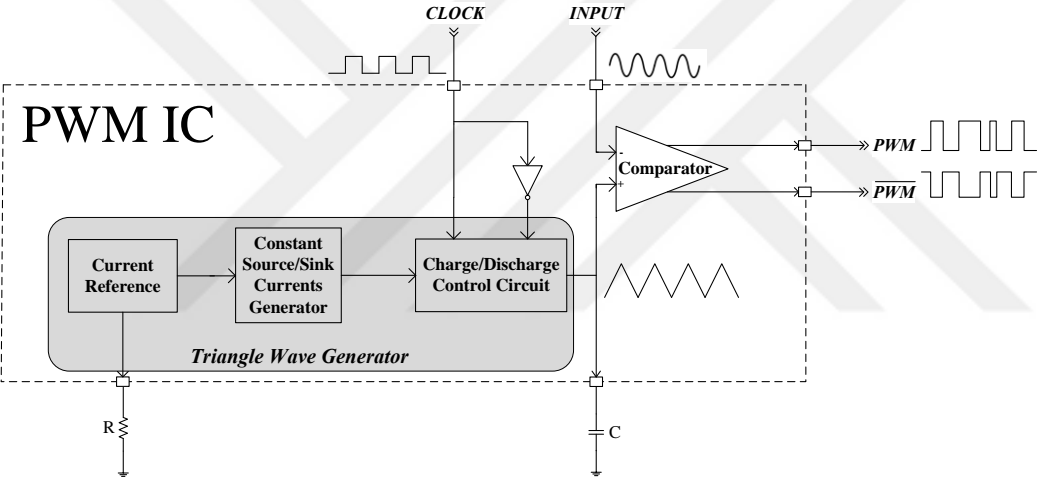 CLOCK
INPUT
PWM IC
-
Comparator
+
PWM
PWM
Current
Reference
Constant
Source/Sink
Currents
Generator
Charge/Discharge
Control Circuit
Triangle Wave Generator
R
C